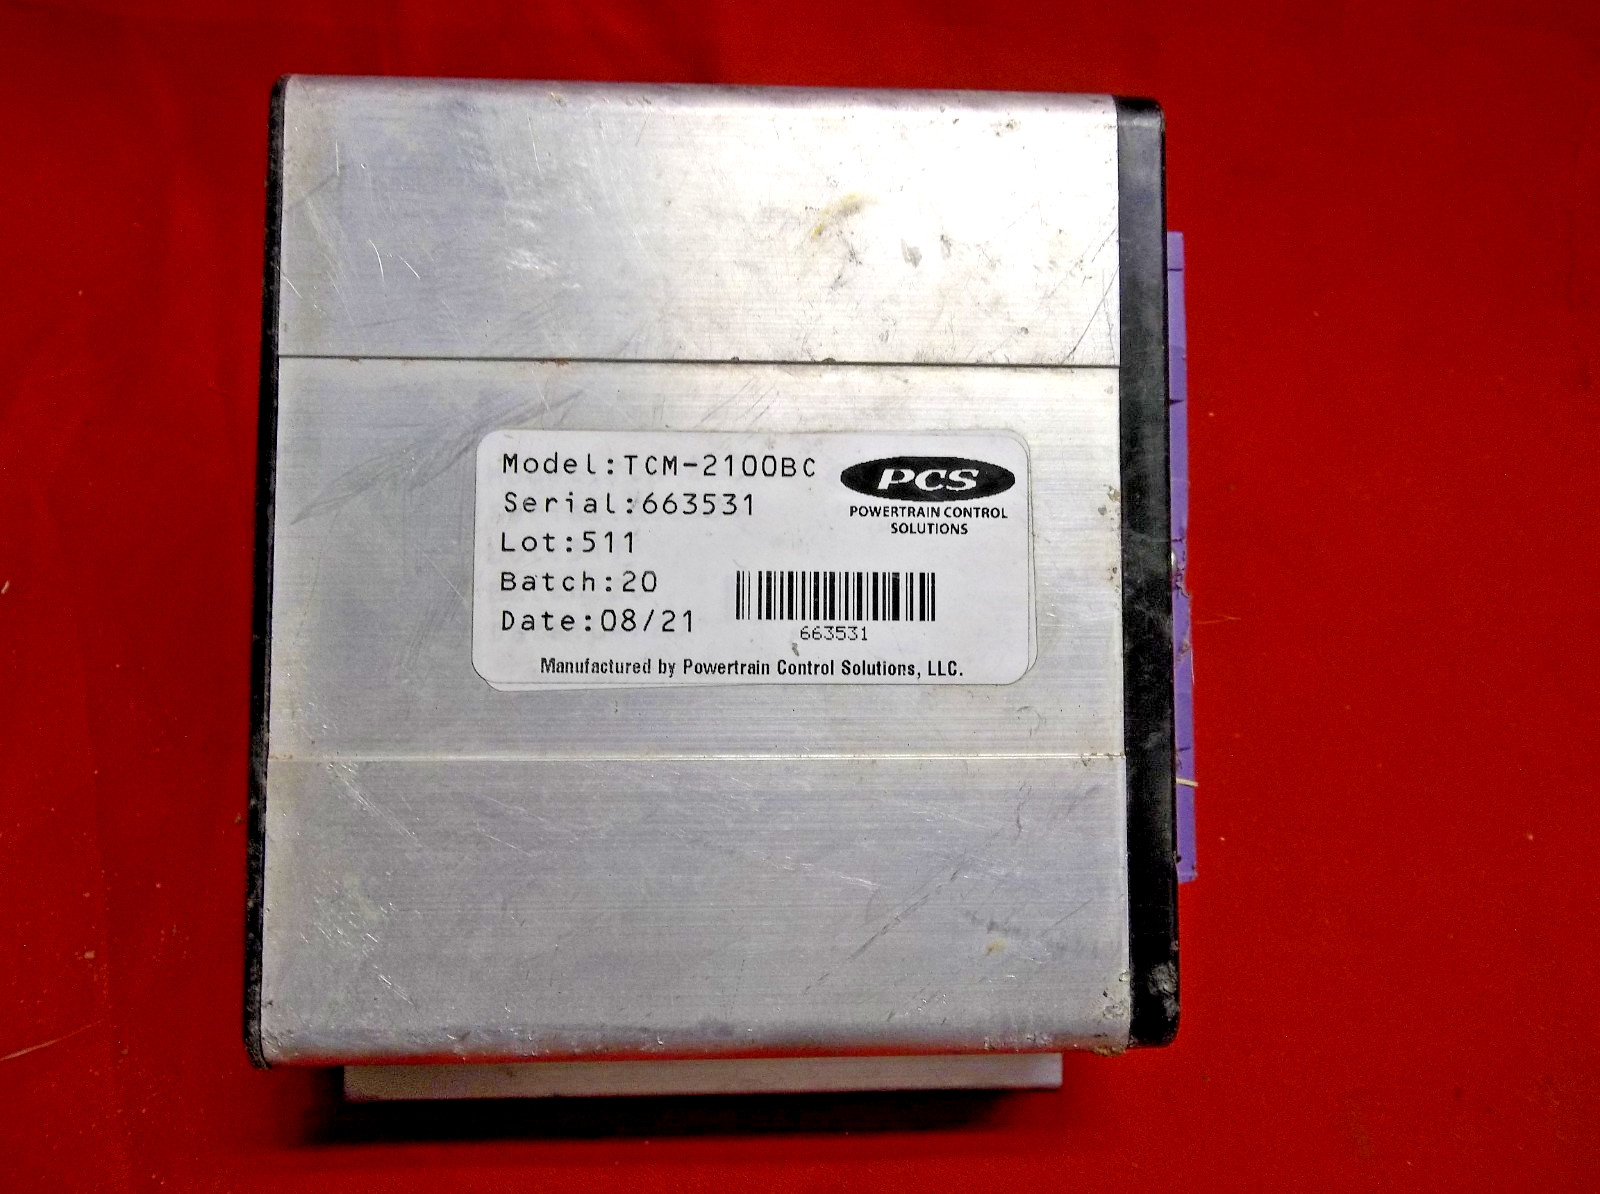 Model:TCM-2100BC
Serial:663531
Lot:511
Batch:20
Date:08/21
PCS
POWERTRAIN CONTROL
SOLUTIONS
663531
Manufactured by Powertrain Control Solutions, LLC.